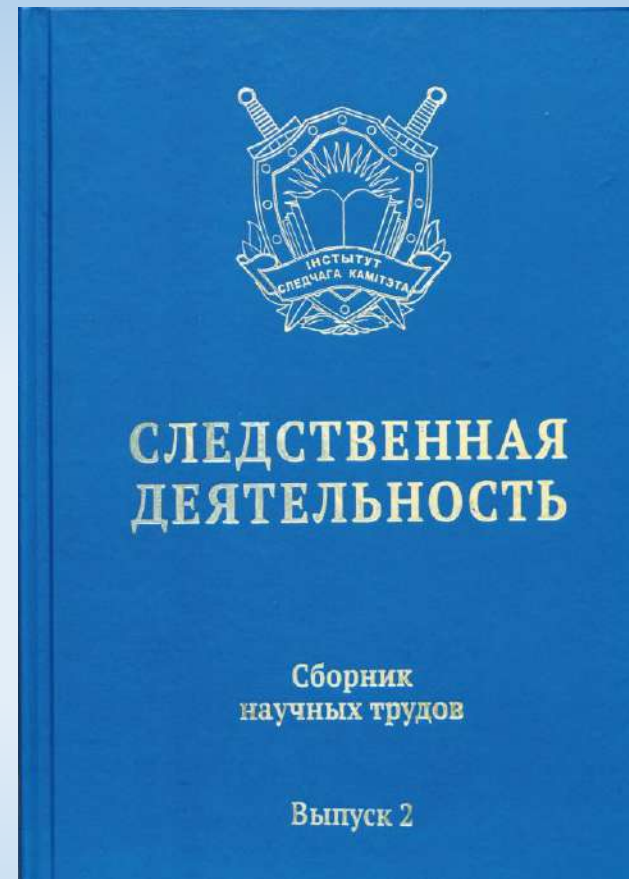 ІНСТЫТУТ
СЛЕДЧАГА КАМІТЭТА
СЛЕДСТВЕННАЯ
ДЕЯТЕЛЬНОСТЬ
Сборник
научных трудов
Выпуск 2